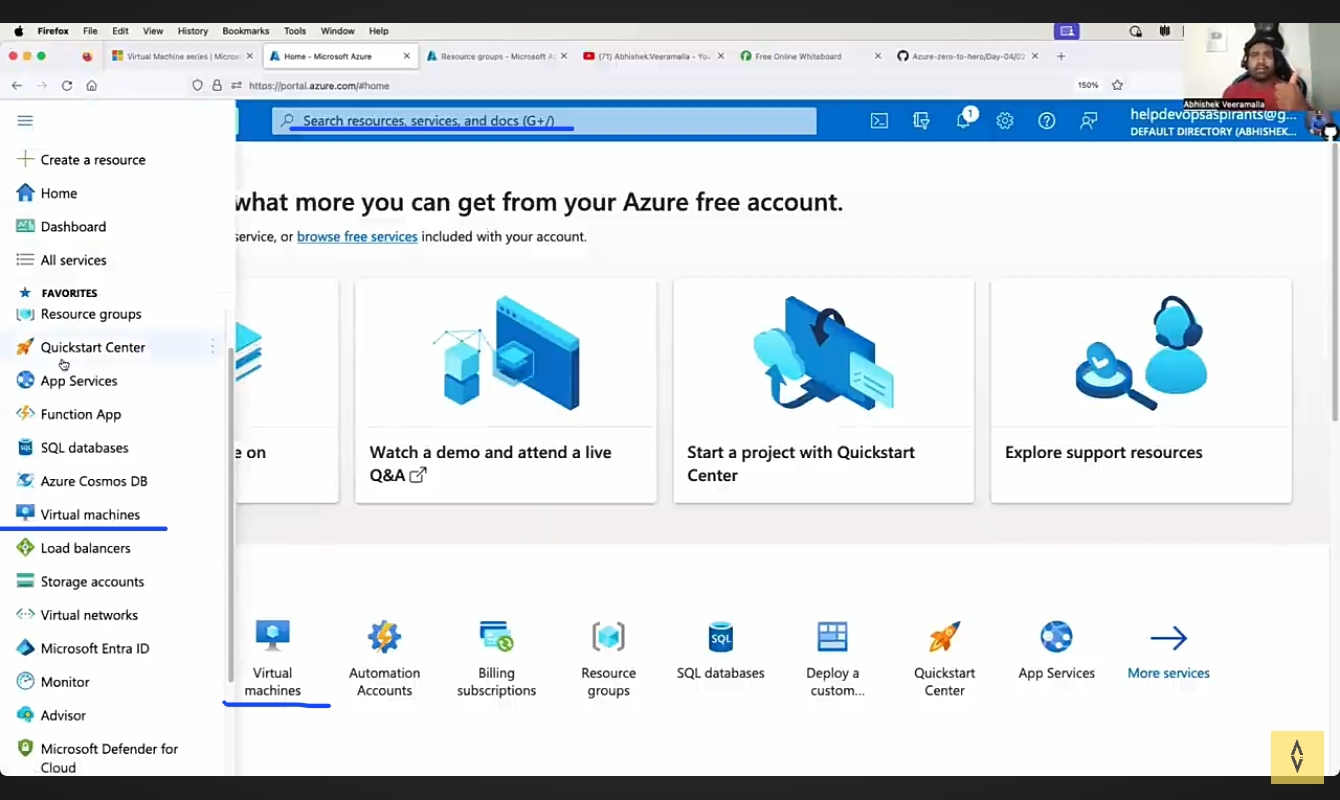 Firefox File Edit View History Bookmarks Tools Window Help
Virtual Machine series | Micros
Home - Microsoft Azure
Resource groups - Microsoft A
(71) Abhishek.Veeramalla - You
Free Online Whiteboard
Azure-zero-to-hero/Day-04/02
https://portal.azure.com/#home
150%
Abhishek Veeramalla
Search resources, services, and docs (G+/)
1
helpdevopsaspirants@g...
DEFAULT DIRECTORY (ABHISHEK...
Create a resource
Home
Dashboard
All services
FAVORITES
Resource groups
Quickstart Center
App Services
Function App
SQL databases
Azure Cosmos DB
Virtual machines
Load balancers
Storage accounts
Virtual networks
Microsoft Entra ID
Monitor
Advisor
Microsoft Defender for
Cloud
what more you can get from your Azure free account.
service, or browse free services included with your account.
e on
Watch a demo and attend a live
Q&A
Start a project with Quickstart
Center
Explore support resources
Virtual
machines
Automation
Accounts
Billing
subscriptions
Resource
groups
SQL
SQL databases
Deploy a
custom...
Quickstart
Center
App Services
More services